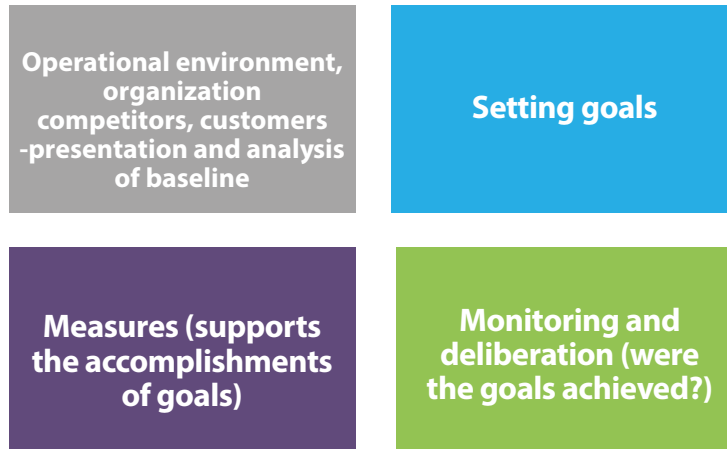 Operational environment,
organization
competitors, customers
-presentation and analysis
of baseline
Setting goals
Measures (supports
the accomplishments
of goals)
Monitoring and
deliberation (were
the goals achieved?)